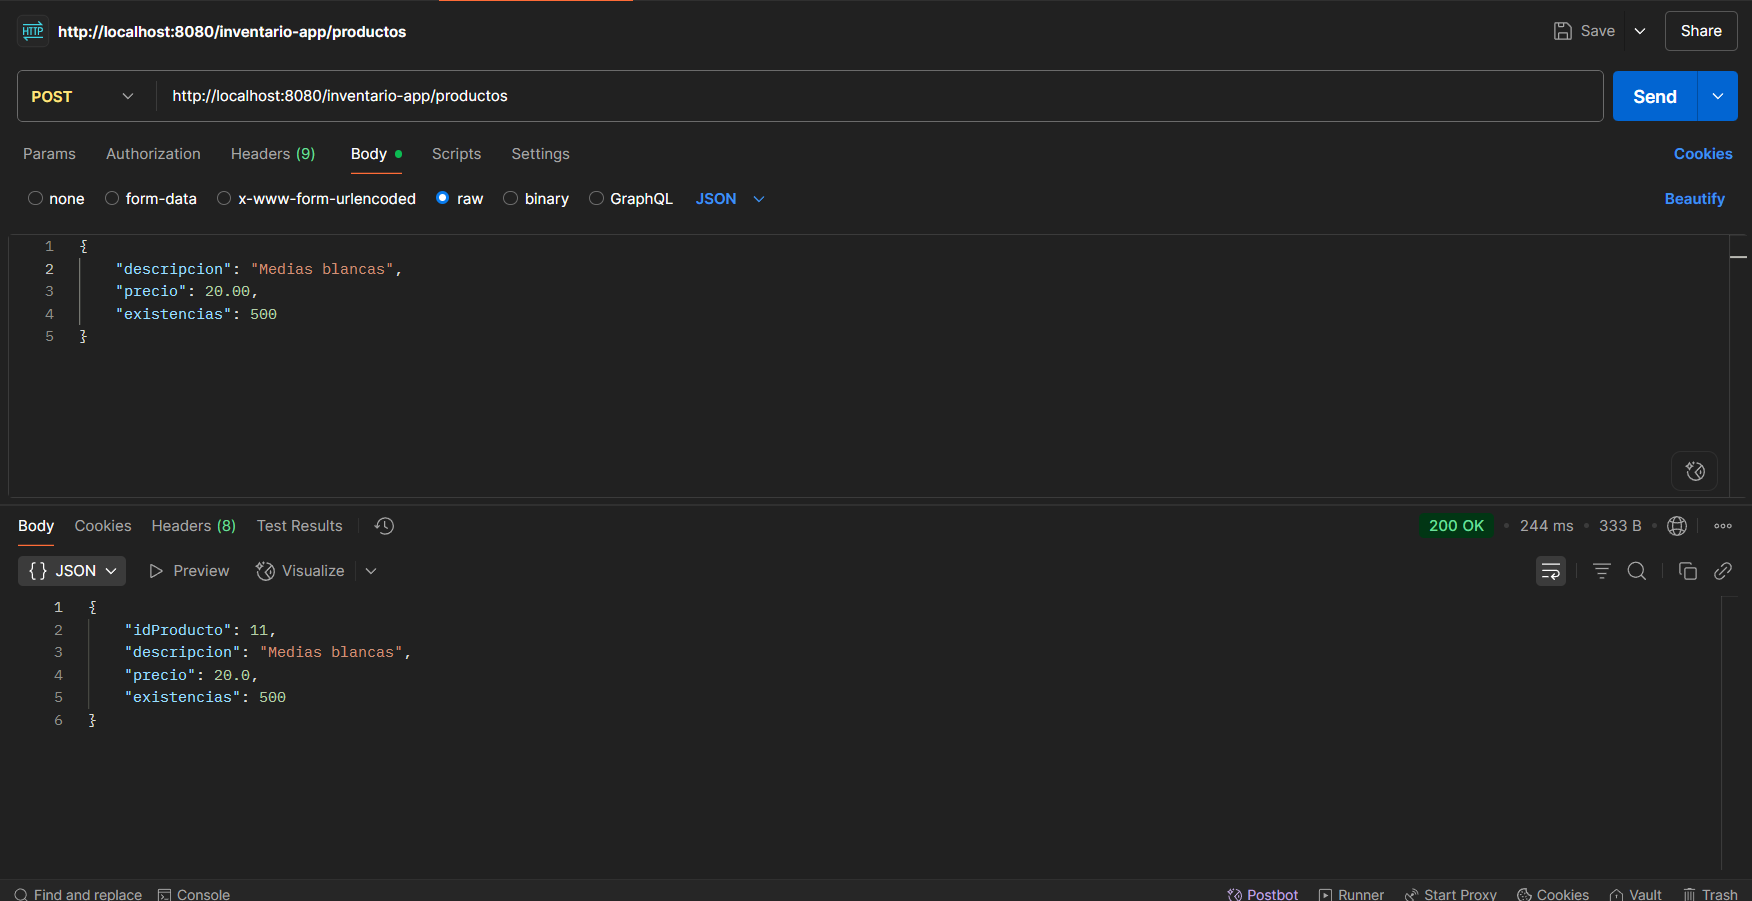 HTTP http://localhost:8080/inventario-app/productos Save Share
POST http://localhost:8080/inventario-app/productos Send
Params Authorization Headers (9) Body Scripts Settings Cookies
none form-data x-www-form-urlencoded raw binary GraphQL JSON Beautify
1 {
2 "descripcion": "Medias blancas",
3 "precio": 20.00,
4 "existencias": 500
5 }
Body Cookies Headers (8) Test Results 200 OK • 244 ms • 333 B •
{} JSON Preview Visualize
1 {
2 "idProducto": 11,
3 "descripcion": "Medias blancas",
4 "precio": 20.0,
5 "existencias": 500
6 }
Find and replace Console Postbot Runner Start Proxy Cookies Vault Trash